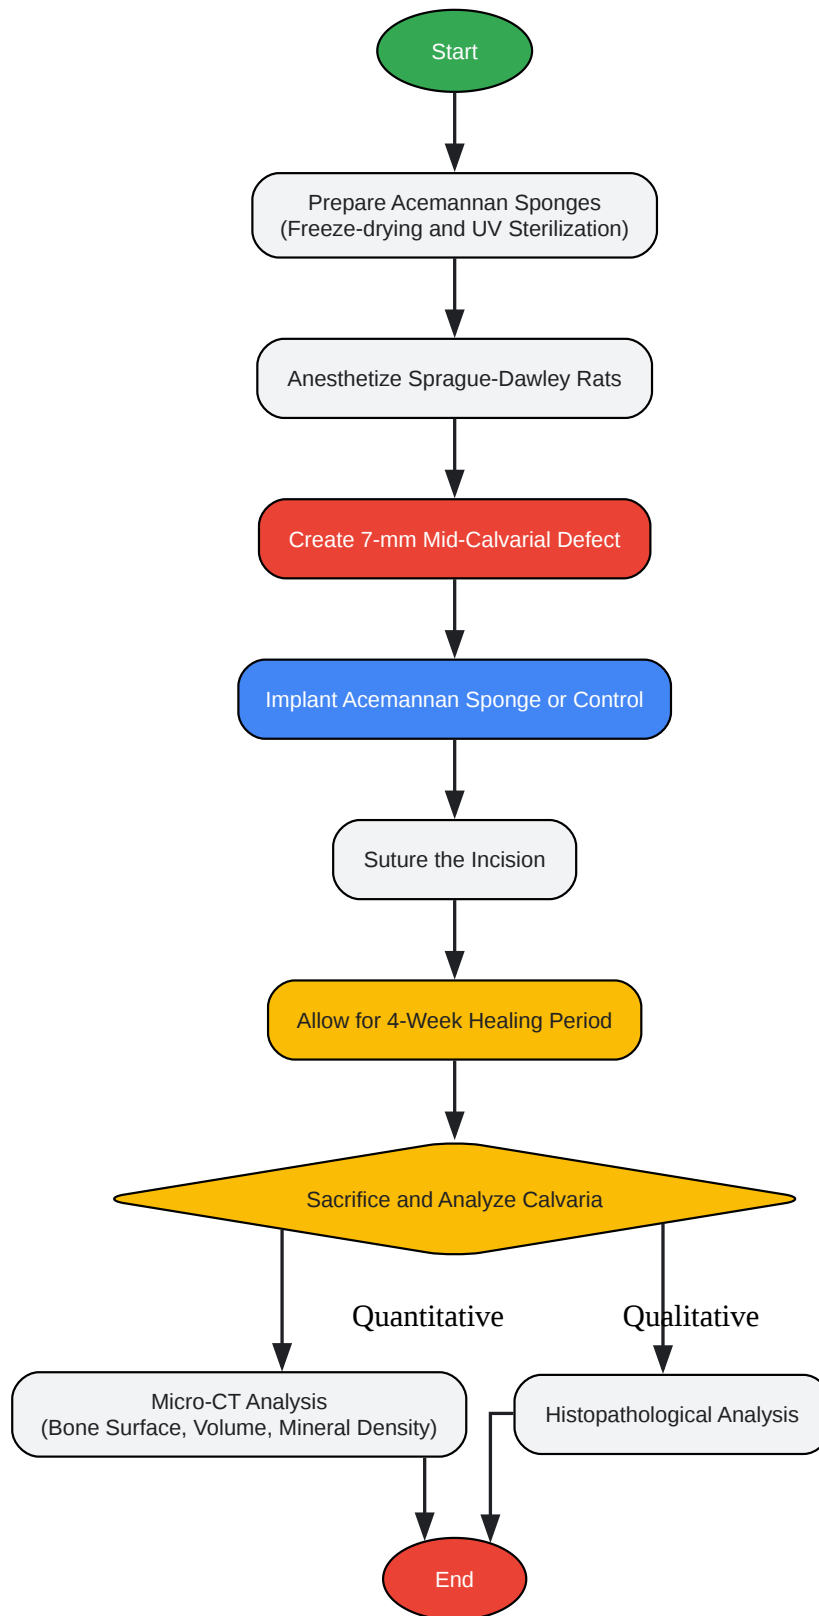 Start
Prepare Acemannan Sponges
(Freeze-drying and UV Sterilization)
Anesthetize Sprague-Dawley Rats
Create 7-mm Mid-Calvarial Defect
Implant Acemannan Sponge or Control
Suture the Incision
Allow for 4-Week Healing Period
Sacrifice and Analyze Calvaria
Quantitative
Qualitative
Micro-CT Analysis
(Bone Surface, Volume, Mineral Density)
Histopathological Analysis
End